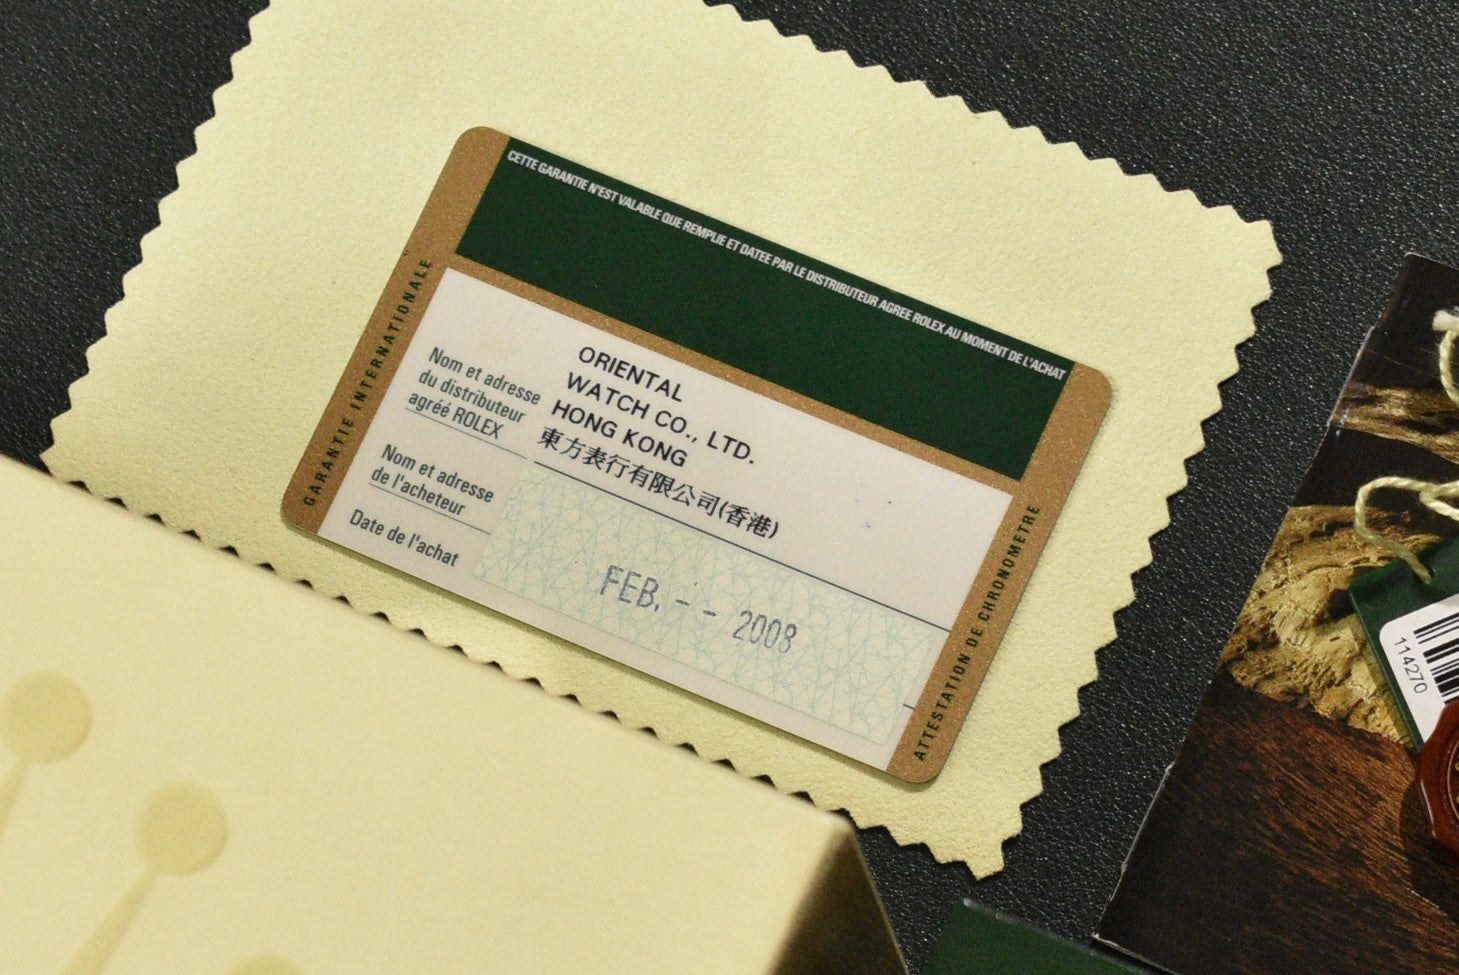 CETTE GARANTIE N'EST VALABLE QUE REMPLIE ET DATEE PAR LE DISTRIBUTEUR AGREE ROLEX AU MOMENT DE L'ACHAT
GARANTIE INTERNATIONALE
Nom et adresse
du distributeur
agréé ROLEX
ORIENTAL
WATCH CO., LTD.
HONG KONG
東方表行有限公司(香港)
Nom et adresse
de l'acheteur
Date de l'achat
FEB. - - 2008
ATTESTATION DE CHRONOMETRE
114270